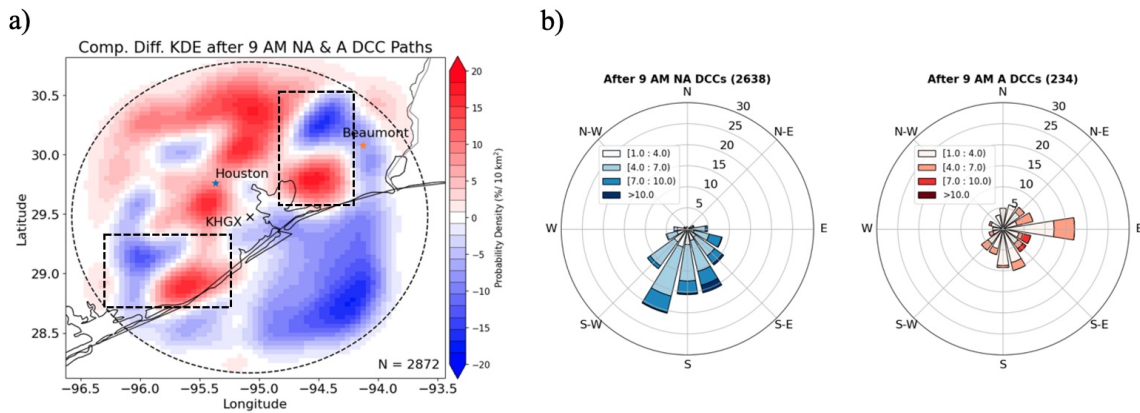 a)
Comp. Diff. KDE after 9 AM NA & A DCC Paths
30.5
30.0
29.5
29.0
28.5
Latitude
Beaumont
Houston
KHGX
N = 2872
−96.5 −96.0 −95.5 −95.0 −94.5 −94.0 −93.5
Longitude
20
15
10
5
0
−5
−10
−15
−20
Probability Density (%/ 10 km²)
b)
After 9 AM NA DCCs (2638)
N
N-E
E
S-E
S
S-W
W
N-W
30
25
20
15
10
5
[1.0 : 4.0)
[4.0 : 7.0)
[7.0 : 10.0)
>10.0
After 9 AM A DCCs (234)
N
N-E
E
S-E
S
S-W
W
N-W
30
25
20
15
10
5
[1.0 : 4.0)
[4.0 : 7.0)
[7.0 : 10.0)
>10.0